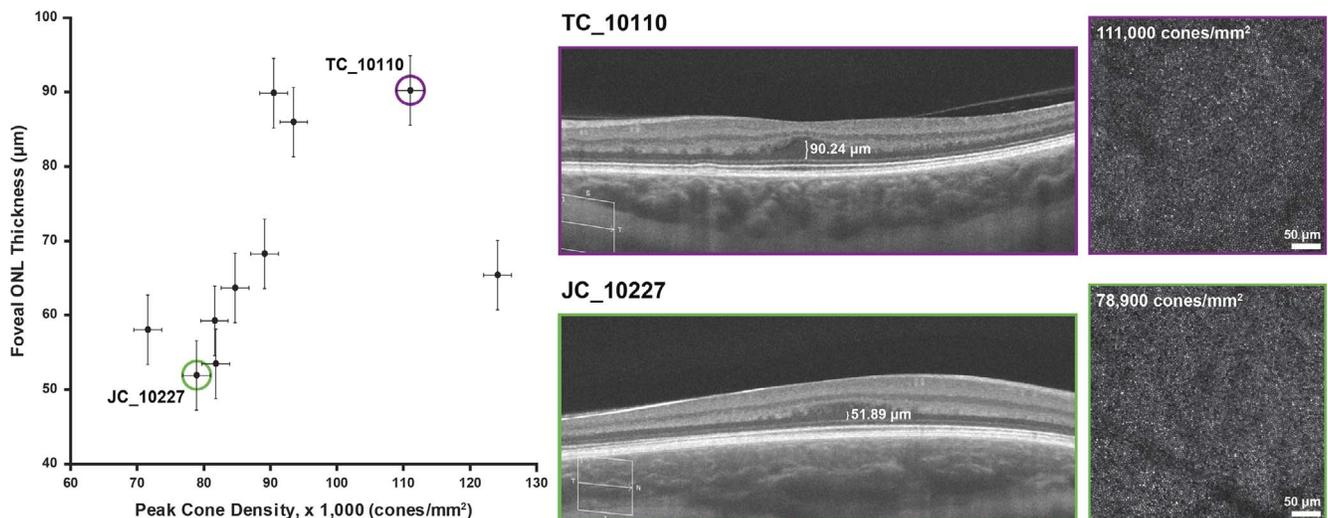 100
90
80
70
60
50
40
60
70
80
90
100
110
120
130
Foveal ONL Thickness (µm)
Peak Cone Density, x 1,000 (cones/mm²)
TC_10110
JC_10227
TC_10110
90.24 µm
S
T
111,000 cones/mm²
50 µm
JC_10227
51.89 µm
T
N
78,900 cones/mm²
50 µm